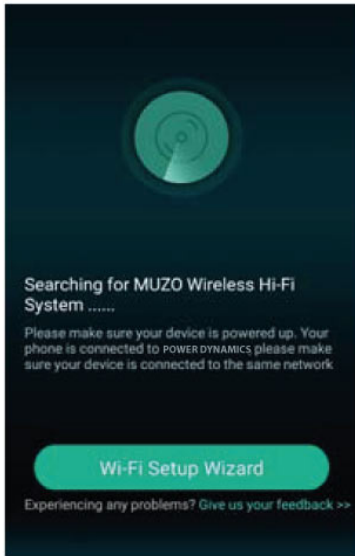 Searching for MUZO Wireless Hi-Fi
System ......
Please make sure your device is powered up. Your
phone is connected to POWER DYNAMICS please make
sure your device is connected to the same network
Wi-Fi Setup Wizard
Experiencing any problems? Give us your feedback >>